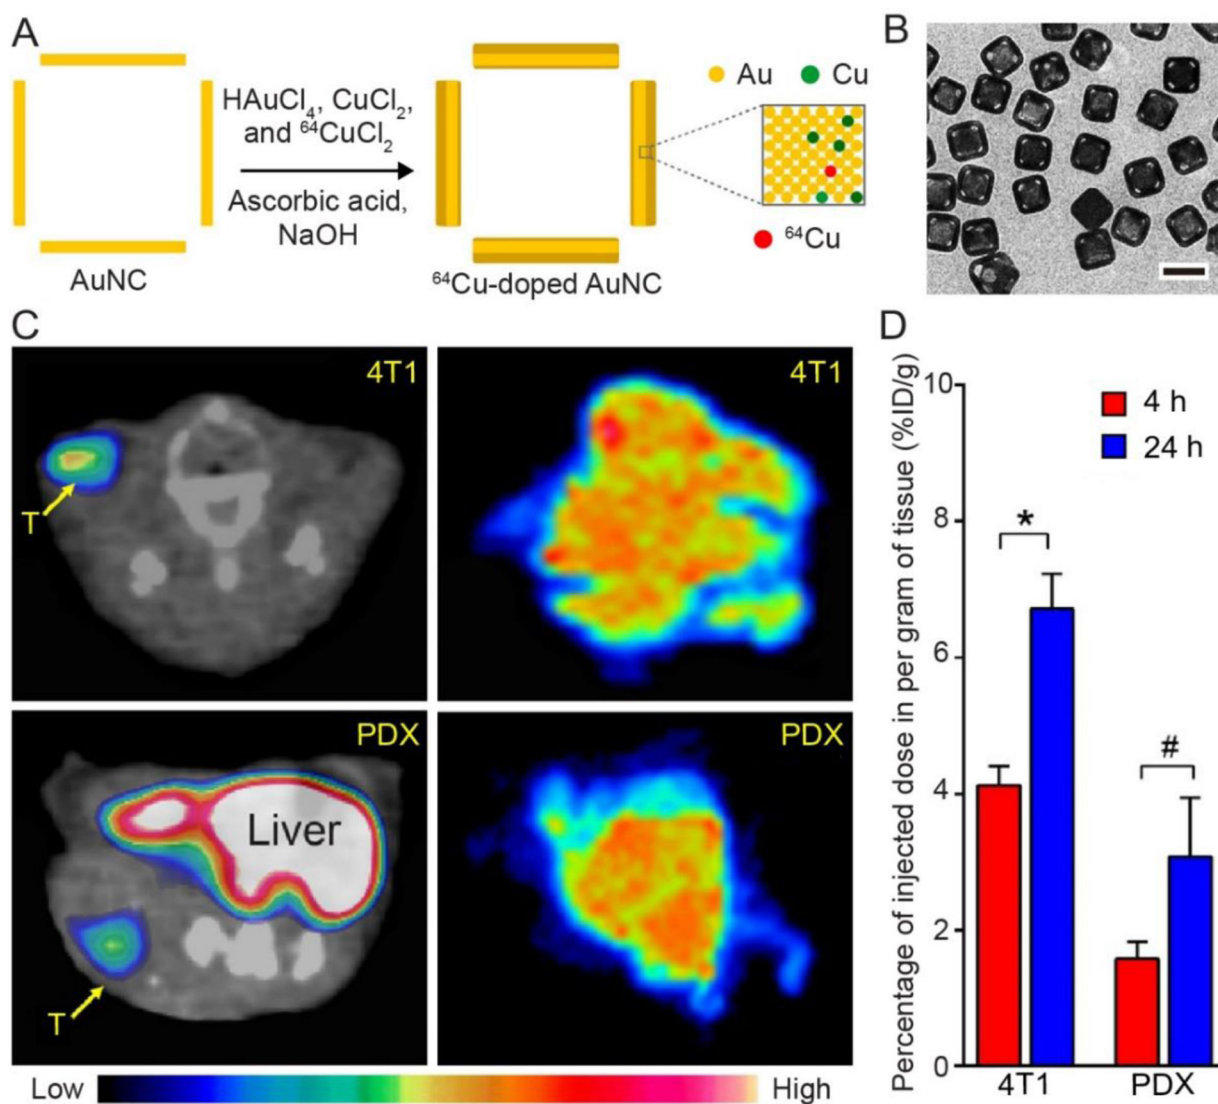 A
HAuCl4, CuCl2,
and 64CuCl2
Ascorbic acid,
NaOH
AuNC
64Cu-doped AuNC
Au
Cu
64Cu
B
C
4T1
T
4T1
PDX
Liver
T
PDX
Low
High
D
Percentage of injected dose in per gram of tissue (%ID/g)
10
8
6
4
2
0
4 h
24 h
*
#
4T1
PDX